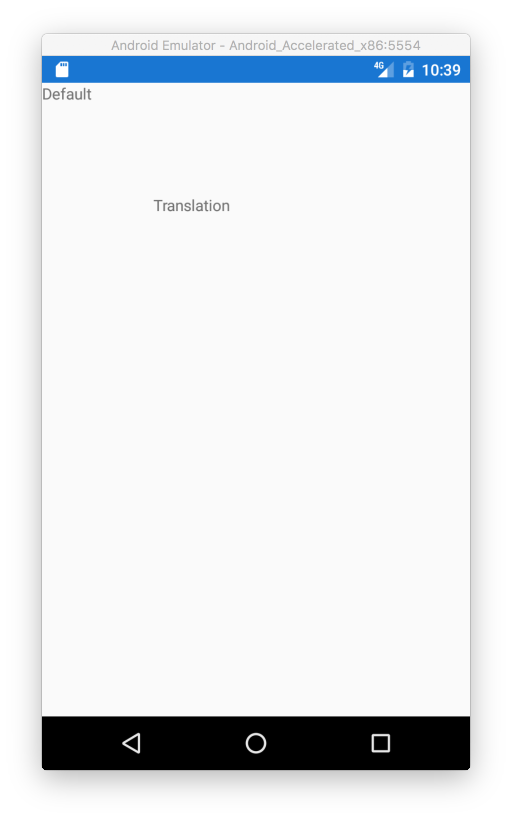 Android Emulator - Android_Accelerated_x86:5554
4G 10:39
Default
Translation